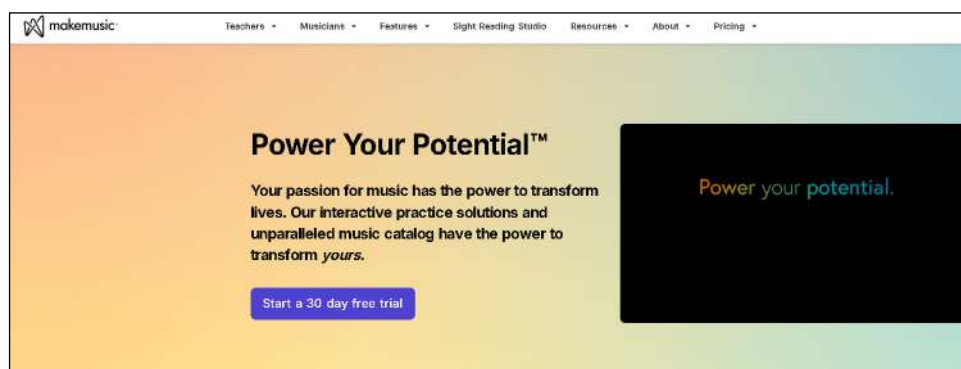 makemusic
Teachers Musicians Features Sight Reading Studio Resources About Pricing
Power Your Potential™
Your passion for music has the power to transform
lives. Our interactive practice solutions and
unparalleled music catalog have the power to
transform yours.
Start a 30 day free trial
Power your potential.